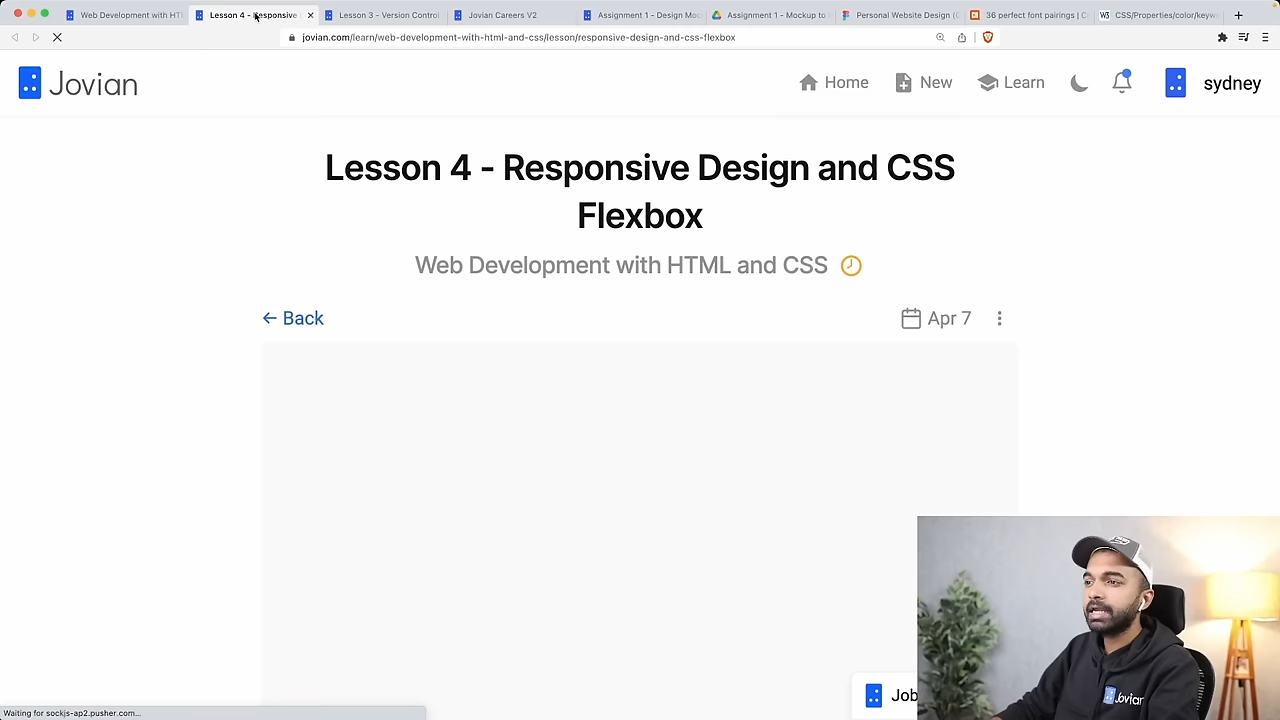 Web Development with HT
Lesson 4 - Responsive
Lesson 3 - Version Control
Jovian Careers V2
Assignment 1 - Design Moc
Assignment 1 - Mockup to
Personal Website Design (
36 perfect font pairings | C
CSS/Properties/color/keyw
jovian.com/learn/web-development-with-html-and-css/lesson/responsive-design-and-css-flexbox
Jovian
Home
New
Learn
sydney
Lesson 4 - Responsive Design and CSS
Flexbox
Web Development with HTML and CSS
← Back
Apr 7
Job
Jovian
Waiting for sockjs-ap2.pusher.com...